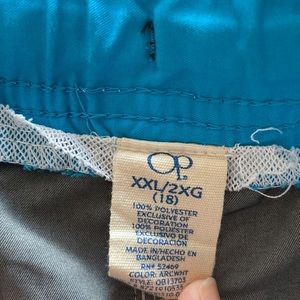 Op
XXL/2XG
(18)
100% POLYESTER
EXCLUSIVE OF
DECORATION
100% POLIESTER
EXCLUSIVO DE
DECORACION
MADE IN/HECHO EN
BANGLADESH
RN# 52469
COLOR: ARCWHT